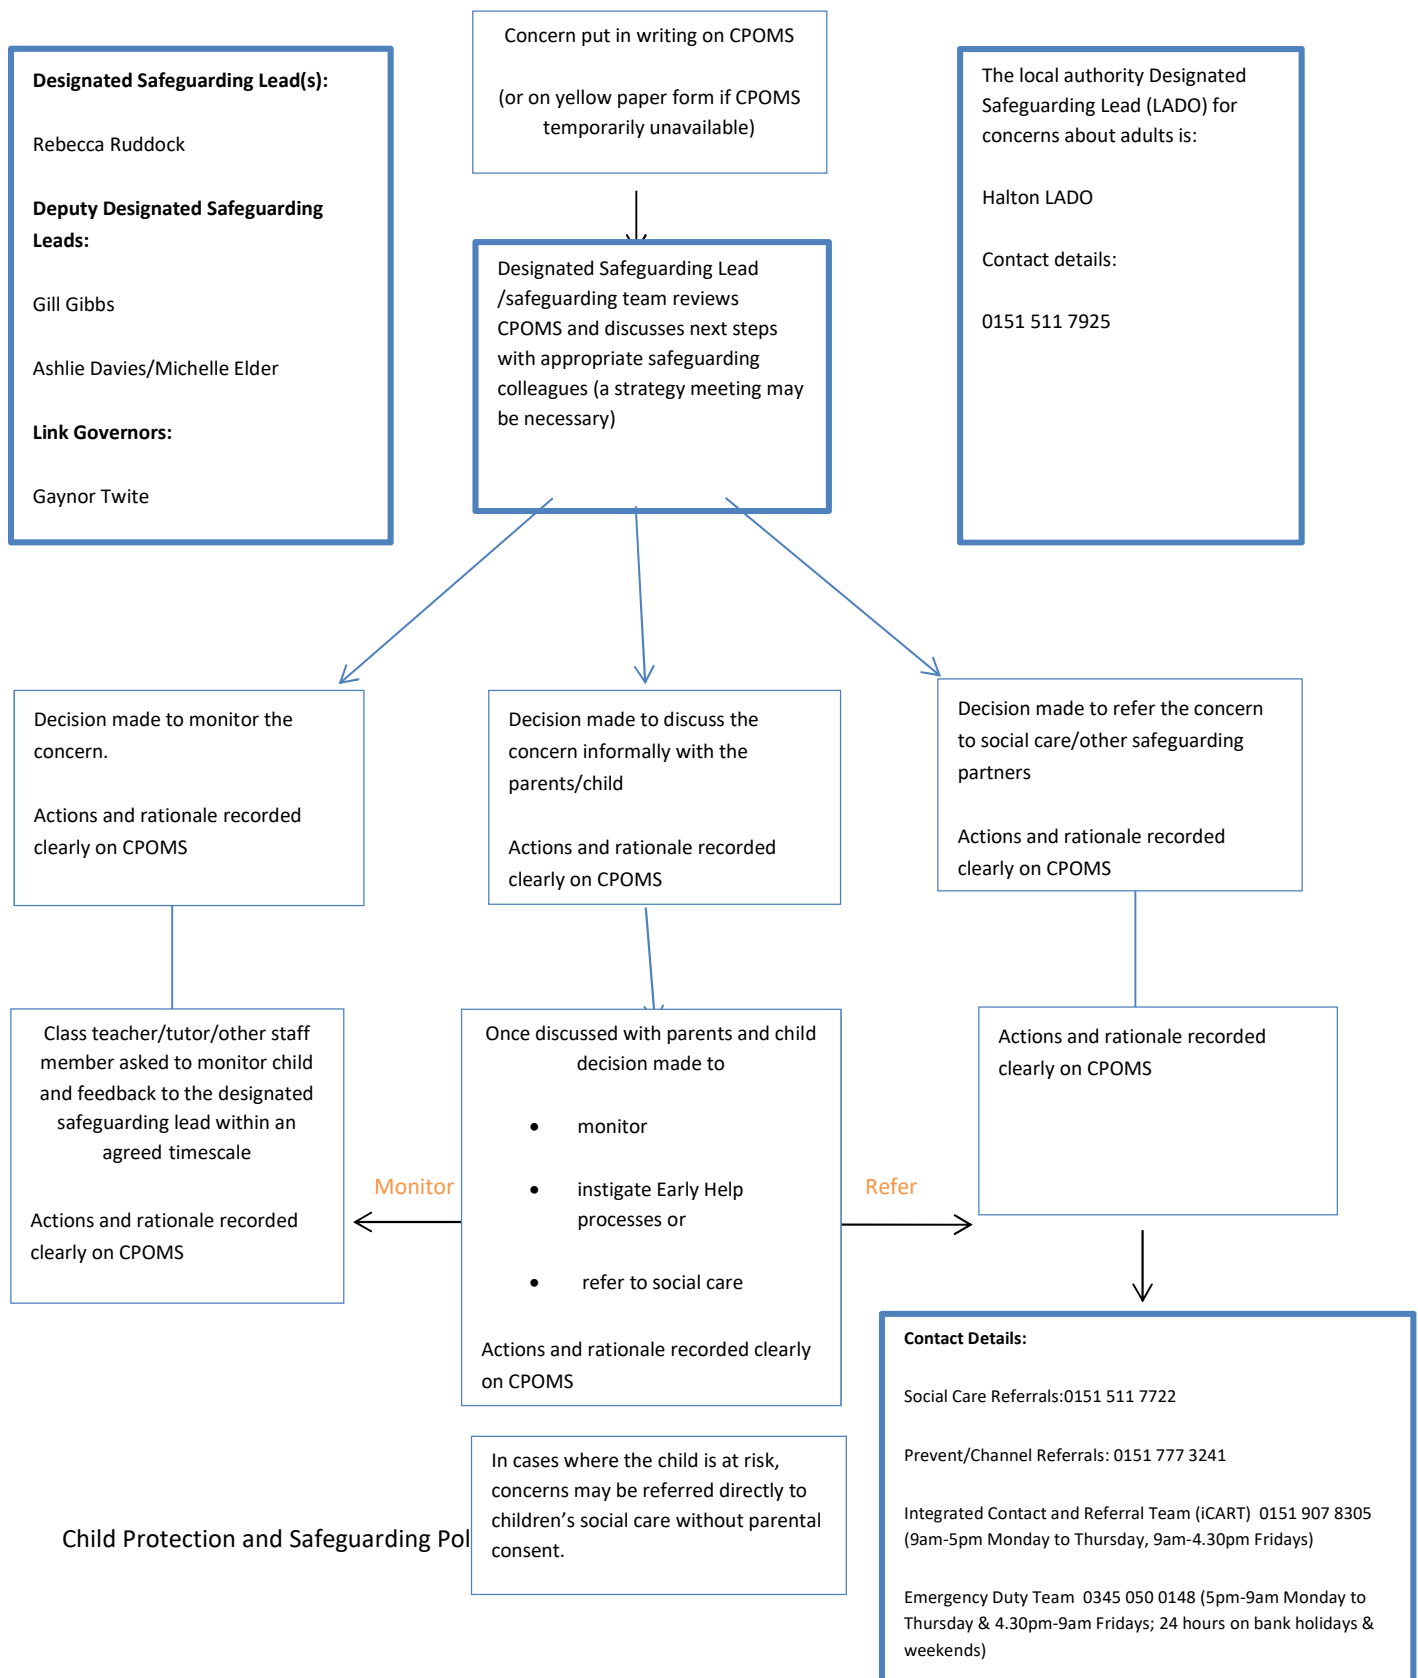 Concern put in writing on CPOMS
(or on yellow paper form if CPOMS
temporarily unavailable)
Designated Safeguarding Lead(s):
Rebecca Ruddock
Deputy Designated Safeguarding
Leads:
Gill Gibbs
Ashlie Davies/Michelle Elder
Link Governors:
Gaynor Twite
The local authority Designated
Safeguarding Lead (LADO) for
concerns about adults is:
Halton LADO
Contact details:
0151 511 7925
Designated Safeguarding Lead
/safeguarding team reviews
CPOMS and discusses next steps
with appropriate safeguarding
colleagues (a strategy meeting may
be necessary)
Decision made to monitor the
concern.
Actions and rationale recorded
clearly on CPOMS
Decision made to discuss the
concern informally with the
parents/child
Actions and rationale recorded
clearly on CPOMS
Decision made to refer the concern
to social care/other safeguarding
partners
Actions and rationale recorded
clearly on CPOMS
Class teacher/tutor/other staff
member asked to monitor child
and feedback to the designated
safeguarding lead within an
agreed timescale
Actions and rationale recorded
clearly on CPOMS
Monitor
Once discussed with parents and child
decision made to
• monitor
• instigate Early Help
processes or
• refer to social care
Actions and rationale recorded clearly
on CPOMS
Refer
Actions and rationale recorded
clearly on CPOMS
In cases where the child is at risk,
concerns may be referred directly to
children’s social care without parental
consent.
Contact Details:
Social Care Referrals:0151 511 7722
Prevent/Channel Referrals: 0151 777 3241
Integrated Contact and Referral Team (iCART) 0151 907 8305
(9am-5pm Monday to Thursday, 9am-4.30pm Fridays)
Emergency Duty Team 0345 050 0148 (5pm-9am Monday to
Thursday & 4.30pm-9am Fridays; 24 hours on bank holidays &
weekends)
Child Protection and Safeguarding Pol